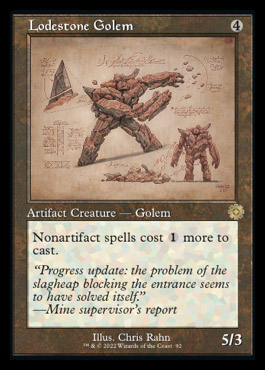 Lodestone Golem 4
Artifact Creature — Golem
Nonartifact spells cost 1 more to
cast.
“Progress update: the problem of the
slagheap blocking the entrance seems
to have solved itself.”
—Mine supervisor's report
Illus. Chris Rahn
™ & © 2022 Wizards of the Coast 92
5/3